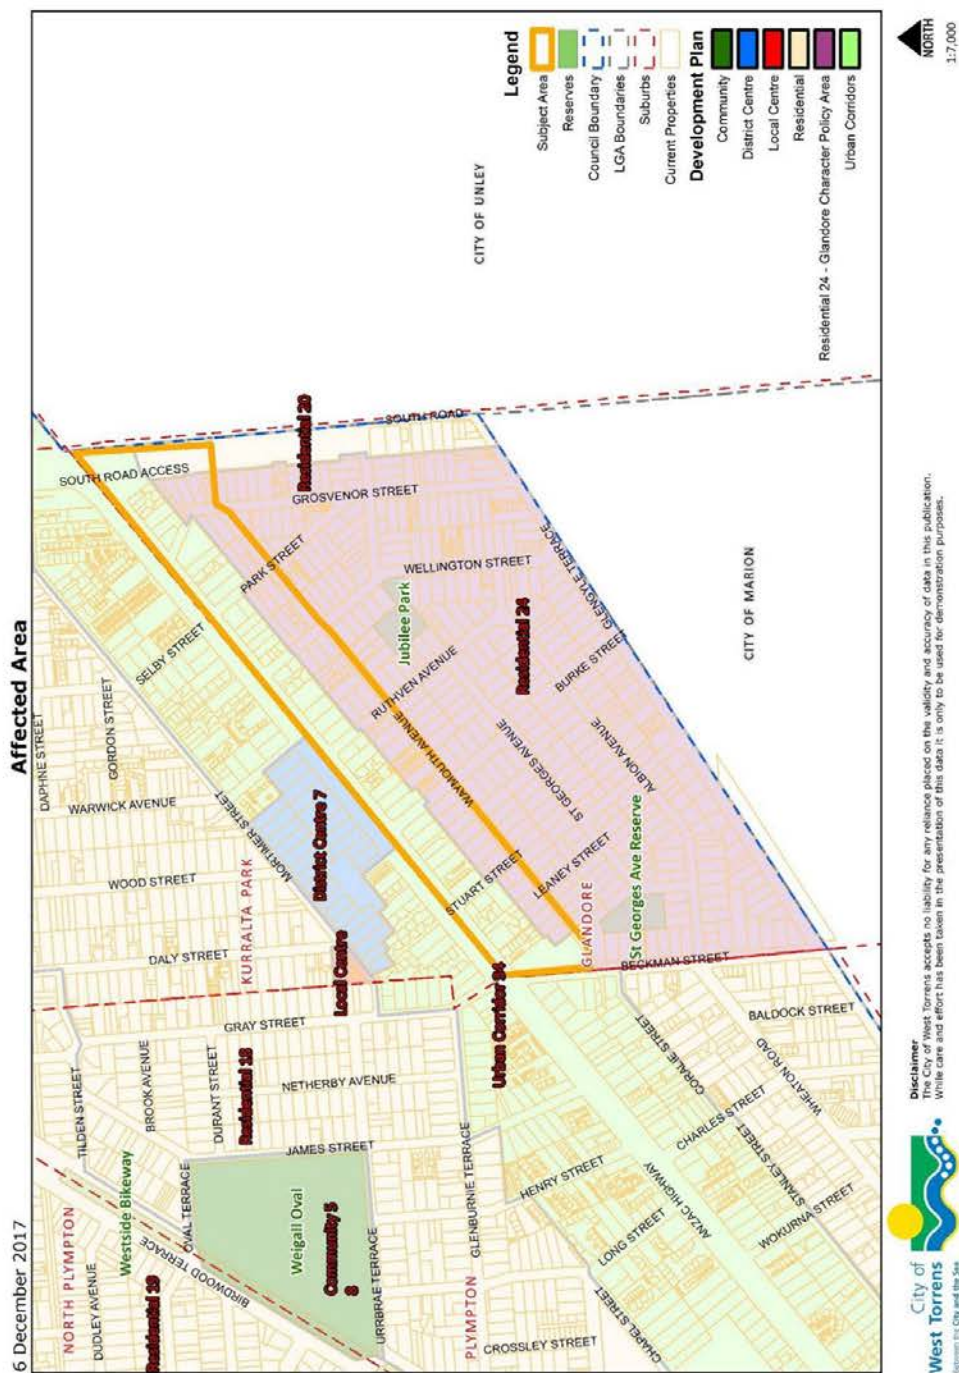 6 December 2017
Affected Area
DAPHNE STREET
GORDON STREET
WARWICK AVENUE
WOOD STREET
DALY STREET
KURRALTA PARK
MORTIMER STREET
SELBY STREET
SOUTH ROAD ACCESS
SOUTH ROAD
Residential 20
GROSVENOR STREET
PARK STREET
WELLINGTON STREET
Jubilee Park
RUTHVEN AVENUE
WAYMOUTH AVENUE
Residential 24
GLENGYLE TERRACE
BURKE STREET
ST GEORGES AVENUE
ALBION AVENUE
District Centre 7
STUART STREET
LEANEY STREET
GLANDORE
St Georges Ave Reserve
BECKMAN STREET
Local Centre
Urban Corridor 34
GRAY STREET
TILDEN STREET
BROOK AVENUE
DURANT STREET
Residential 18
NETHERBY AVENUE
JAMES STREET
OVAL TERRACE
Westside Bikeway
NORTH PLYMPTON
DUDLEY AVENUE
Residential 19
BIRDWOOD TERRACE
Weigall Oval
Community 5
8
URRBRAE TERRACE
GLENBURNIE TERRACE
PLYMPTON
CROSSLEY STREET
HENRY STREET
LONG STREET
CHAPEL STREET
ANZAC HIGHWAY
CORALIE STREET
CHARLES STREET
STANLEY STREET
WOKURNA STREET
WHEATON ROAD
BALDOCK STREET
CITY OF UNLEY
CITY OF MARION
Legend
Subject Area
Reserves
Council Boundary
LGA Boundaries
Suburbs
Current Properties
Development Plan
Community
District Centre
Local Centre
Residential
Residential 24 - Glandore Character Policy Area
Urban Corridors
NORTH
1:7,000
City of
West Torrens
Between the City and the Sea
Disclaimer
The City of West Torrens accepts no liability for any reliance placed on the validity and accuracy of data in this publication.
While care and effort has been taken in the presentation of this data it is only to be used for demonstration purposes.